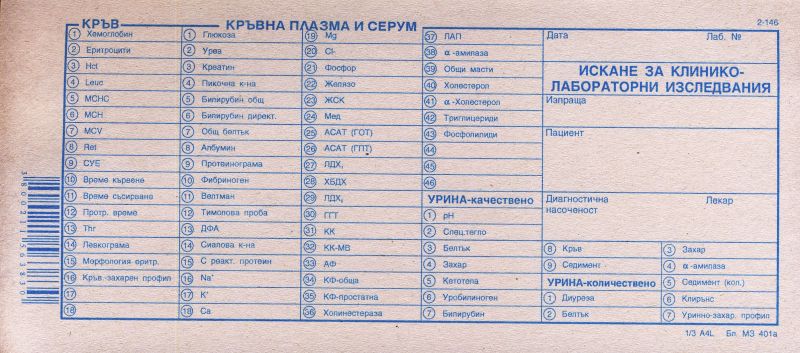 2-146
КРЪВ
КРЪВНА ПЛАЗМА И СЕРУМ
1 Хемоглобин
2 Еритроцити
3 Hct
4 Leuc
5 MCHC
6 MCH
7 MCV
8 Ret
9 СУЕ
10 Време кървене
11 Време съсирване
12 Протр. време
13 Thr
14 Левкограма
15 Морфология еритр.
16 Кръв.-захарен профил
17
18
1 Глюкоза
2 Урея
3 Креатин
4 Пикочна к-на
5 Билирубин общ
6 Билирубин директ.
7 Общ белтък
8 Албумин
9 Протеинограма
10 Фибриноген
11 Велтман
12 Тимолова проба
13 ДФА
14 Сиалова к-на
15 С реакт. протеин
16 Na⁺
17 K⁺
18 Ca
19 Mg
20 Cl-
21 Фосфор
22 Желязо
23 ЖСК
24 Мед
25 АСАТ (ГОТ)
26 АСАТ (ГПТ)
27 ЛДХ,
28 ХБДХ
29 ЛДХ,
30 ГГТ
31 КК
32 КК-МВ
33 АФ
34 КФ-обща
35 КФ-простатна
36 Холинестераза
37 ЛАП
38 α-амилаза
39 Общи масти
40 Холестерол
41 α-Холестерол
42 Триглицериди
43 Фосфолипиди
44
45
46
УРИНА-качествено
1 pH
2 Спец.тегло
3 Белтък
4 Захар
5 Кетотела
6 Уробилиноген
7 Билирубин
Дата
Лаб. №
ИСКАНЕ ЗА КЛИНИКО-
ЛАБОРАТОРНИ ИЗСЛЕДВАНИЯ
Изпраща
Пациент
Диагностична
насоченост
Лекар
8 Кръв
9 Седимент
УРИНА-количествено
1 Диуреза
2 Белтък
3 Захар
4 α-амилаза
5 Седимент (кол.)
6 Клирънс
7 Уринно-захар. профил
3800211563830
1/3 A4L Бл. МЗ 401а